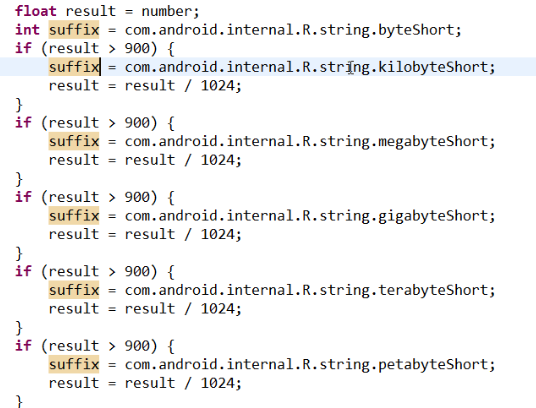 float result = number;
int suffix = com.android.internal.R.string.byteShort;
if (result > 900) {
    suffix = com.android.internal.R.string.kilobyteShort;
    result = result / 1024;
}
if (result > 900) {
    suffix = com.android.internal.R.string.megabyteShort;
    result = result / 1024;
}
if (result > 900) {
    suffix = com.android.internal.R.string.gigabyteShort;
    result = result / 1024;
}
if (result > 900) {
    suffix = com.android.internal.R.string.terabyteShort;
    result = result / 1024;
}
if (result > 900) {
    suffix = com.android.internal.R.string.petabyteShort;
    result = result / 1024;
}